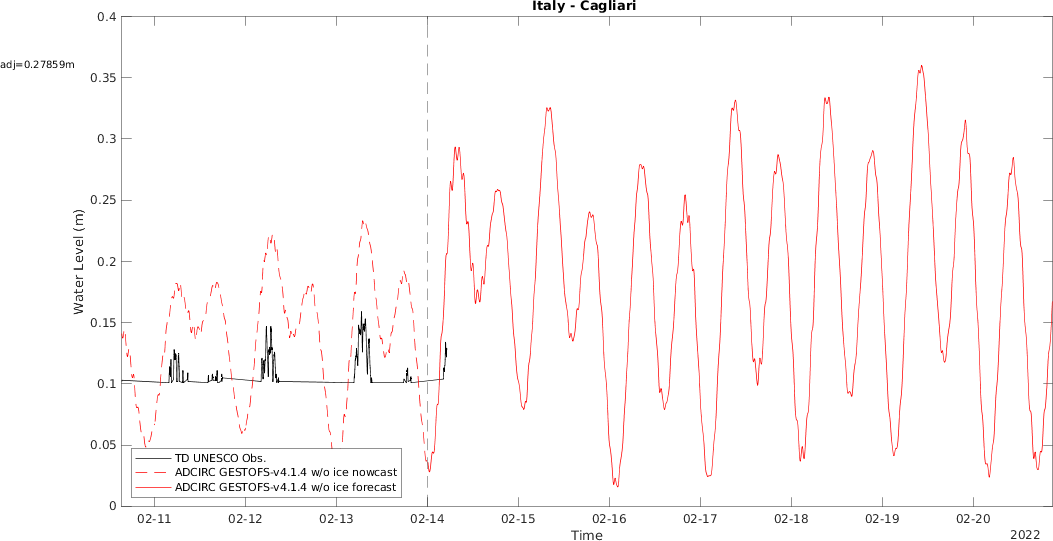 Italy - Cagliari
adj=0.27859m
Water Level (m)
0.4
0.35
0.3
0.25
0.2
0.15
0.1
0.05
0
TD UNESCO Obs.
ADCIRC GESTOFS-v4.1.4 w/o ice nowcast
ADCIRC GESTOFS-v4.1.4 w/o ice forecast
02-11 02-12 02-13 02-14 02-15 02-16 02-17 02-18 02-19 02-20
Time
2022